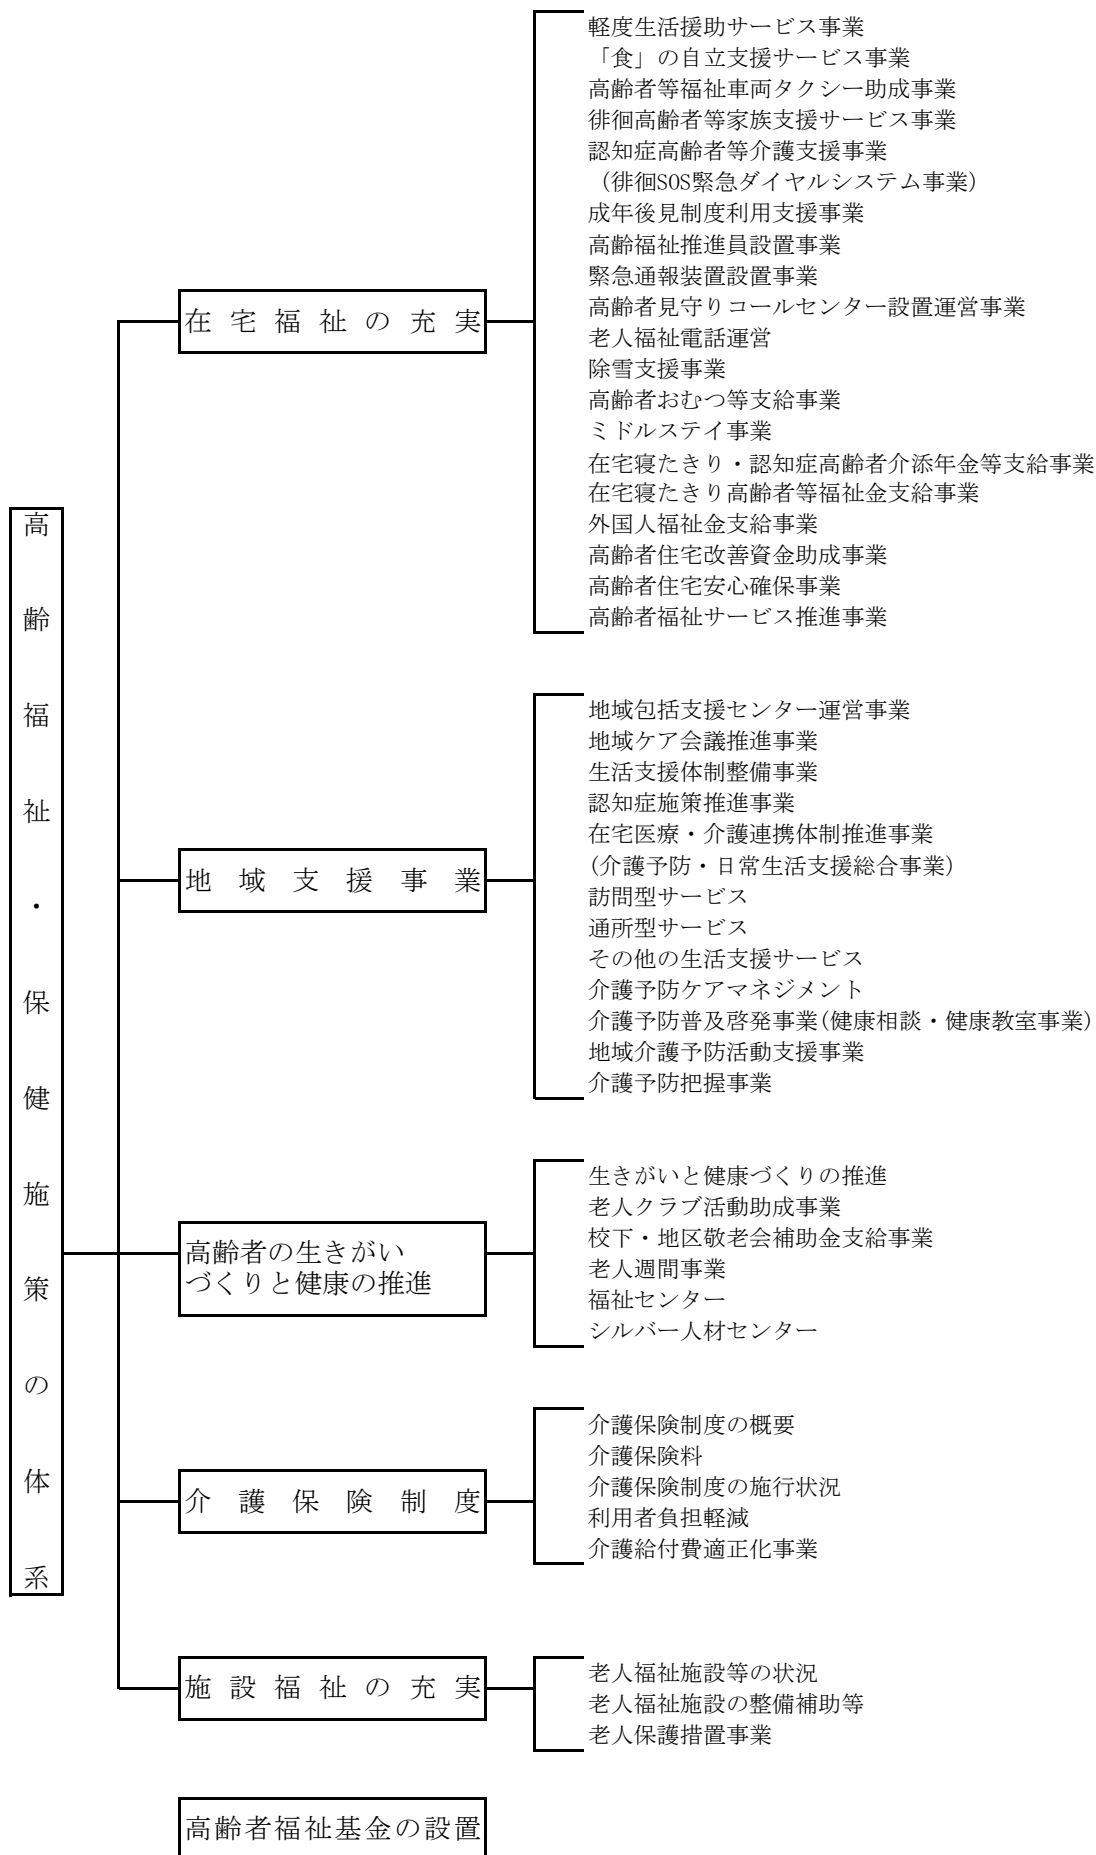 高齢福祉・保健施策の体系
在宅福祉の充実
軽度生活援助サービス事業
「食」の自立支援サービス事業
高齢者等福祉車両タクシー助成事業
徘徊高齢者等家族支援サービス事業
認知症高齢者等介護支援事業
（徘徊SOS緊急ダイヤルシステム事業）
成年後見制度利用支援事業
高齢福祉推進員設置事業
緊急通報装置設置事業
高齢者見守りコールセンター設置運営事業
老人福祉電話運営
除雪支援事業
高齢者おむつ等支給事業
ミドルステイ事業
在宅寝たきり・認知症高齢者介添年金等支給事業
在宅寝たきり高齢者等福祉金支給事業
外国人福祉金支給事業
高齢者住宅改善資金助成事業
高齢者住宅安心確保事業
高齢者福祉サービス推進事業
地域支援事業
地域包括支援センター運営事業
地域ケア会議推進事業
生活支援体制整備事業
認知症施策推進事業
在宅医療・介護連携体制推進事業
(介護予防・日常生活支援総合事業)
訪問型サービス
通所型サービス
その他の生活支援サービス
介護予防ケアマネジメント
介護予防普及啓発事業(健康相談・健康教室事業)
地域介護予防活動支援事業
介護予防把握事業
高齢者の生きがい
づくりと健康の推進
生きがいと健康づくりの推進
老人クラブ活動助成事業
校下・地区敬老会補助金支給事業
老人週間事業
福祉センター
シルバー人材センター
介護保険制度
介護保険制度の概要
介護保険料
介護保険制度の施行状況
利用者負担軽減
介護給付費適正化事業
施設福祉の充実
老人福祉施設等の状況
老人福祉施設の整備補助等
老人保護措置事業
高齢者福祉基金の設置